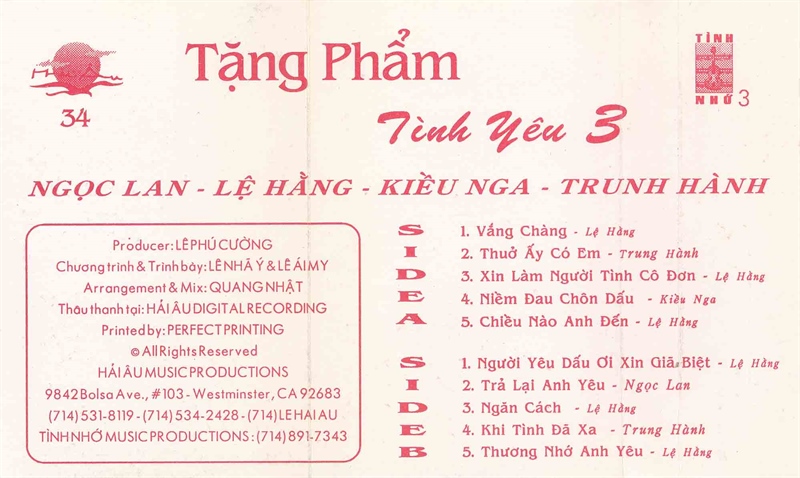 Hải Âu
34
Tặng Phẩm
Tình Yêu 3
TÌNH
NHỚ 3
NGỌC LAN - LỆ HẰNG - KIỀU NGA - TRUNH HÀNH
Producer: LÊ PHÚ CƯỜNG
Chương trình & Trình bảy: LÊ NHÃ Ý & LÊ ÁI MY
Arrangement & Mix: QUANG NHẬT
Thâu thanh tại: HẢI ÂU DIGITAL RECORDING
Printed by: PERFECT PRINTING
© All Rights Reserved
HẢI ÂU MUSIC PRODUCTIONS
9842 Bolsa Ave., #103 - Westminster, CA 92683
(714) 531-8119 - (714) 534-2428 - (714) LE HAI AU
TÌNH NHỚ MUSIC PRODUCTIONS : (714) 891-7343
SIDE A
1. Vắng Chàng - Lệ Hằng
2. Thuở Ấy Có Em - Trung Hành
3. Xin Làm Người Tình Cô Đơn - Lệ Hằng
4. Niềm Đau Chôn Dấu - Kiều Nga
5. Chiều Nào Anh Đến - Lệ Hằng
SIDE B
1. Người Yêu Dấu Ơi Xin Giã Biệt - Lệ Hằng
2. Trả Lại Anh Yêu - Ngọc Lan
3. Ngăn Cách - Lệ Hằng
4. Khi Tình Đã Xa - Trung Hành
5. Thương Nhớ Anh Yêu - Lệ Hằng